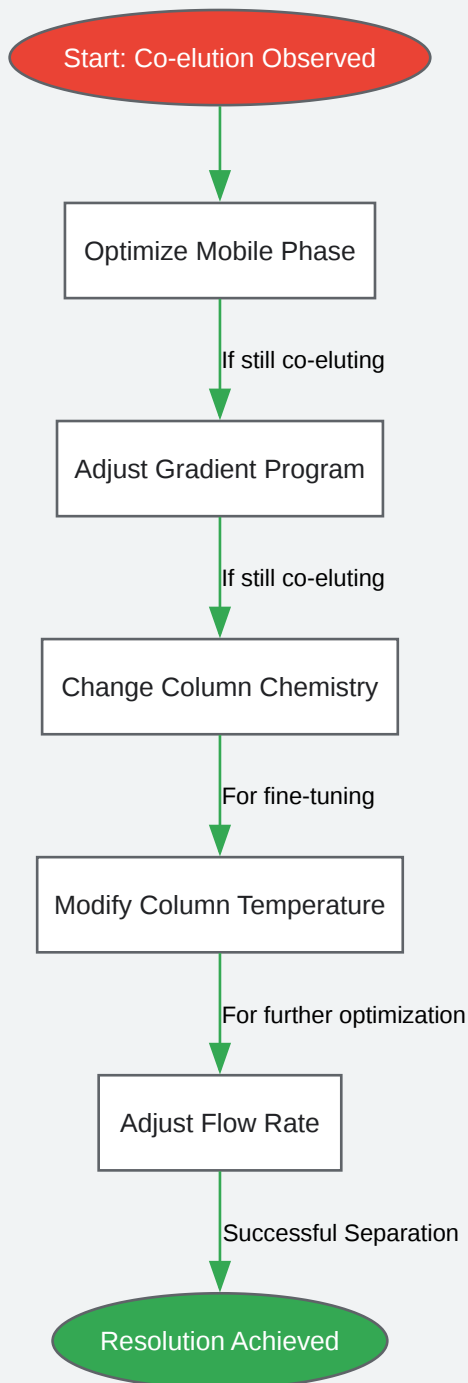 Start: Co-elution Observed
Optimize Mobile Phase
If still co-eluting
Adjust Gradient Program
If still co-eluting
Change Column Chemistry
For fine-tuning
Modify Column Temperature
For further optimization
Adjust Flow Rate
Successful Separation
Resolution Achieved